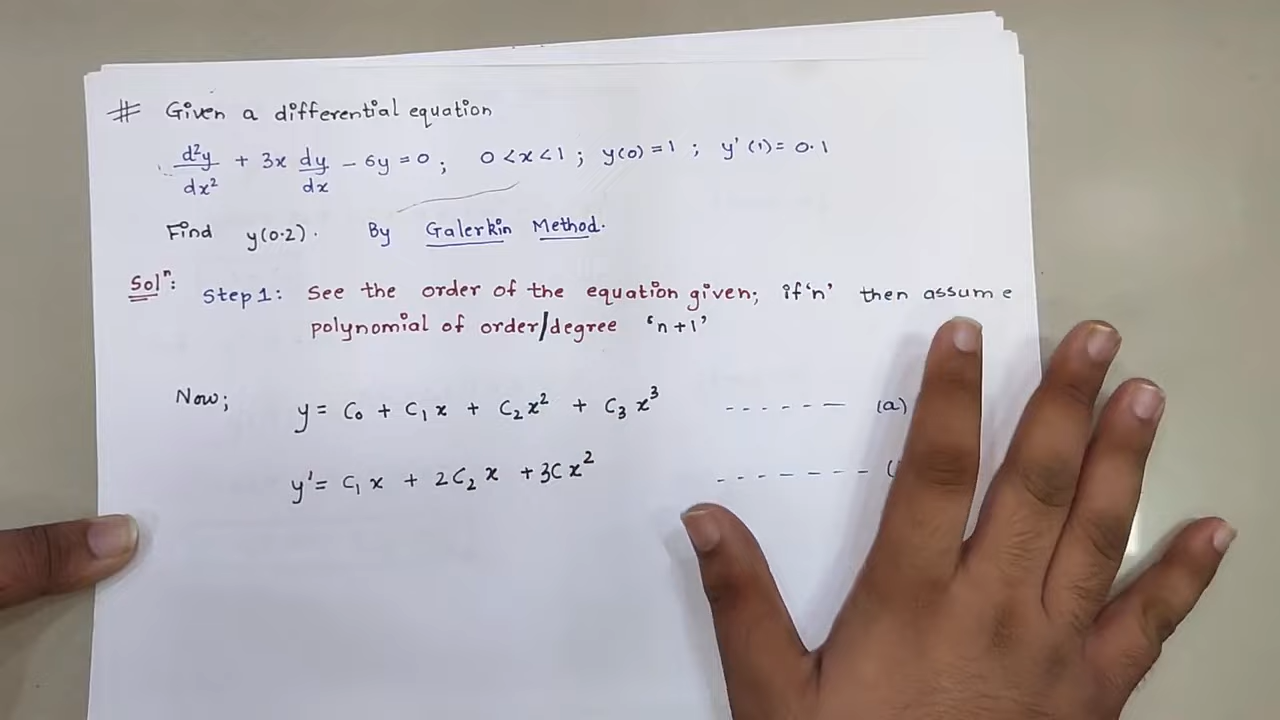 # Given a differential equation
d²y/dx² + 3x dy/dx - 6y = 0 ; 0 < x < 1 ; y(0) = 1 ; y'(1) = 0.1
Find y(0.2). By Galerkin Method.
Solⁿ: Step 1: See the order of the equation given; if 'n' then assume
polynomial of order/degree 'n+1'
Now; y = C₀ + C₁x + C₂x² + C₃x³ ------ (a)
y' = C₁x + 2C₂x + 3Cx² ------- (